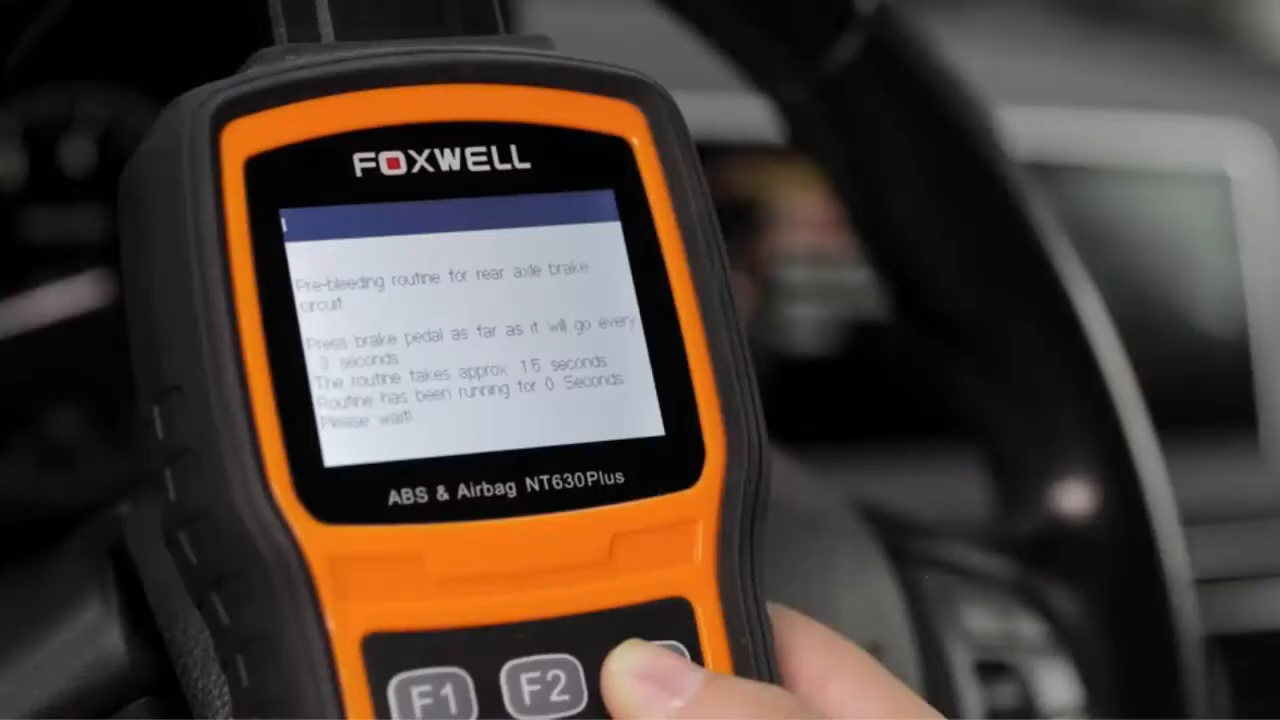 FOXWELL
Pre-bleeding routine for rear axle brake
circuit
Press brake pedal as far as it will go every
3 seconds
The routine takes approx 15 seconds
Routine has been running for 0 Seconds
Please wait!
ABS & Airbag NT630Plus
F1 F2